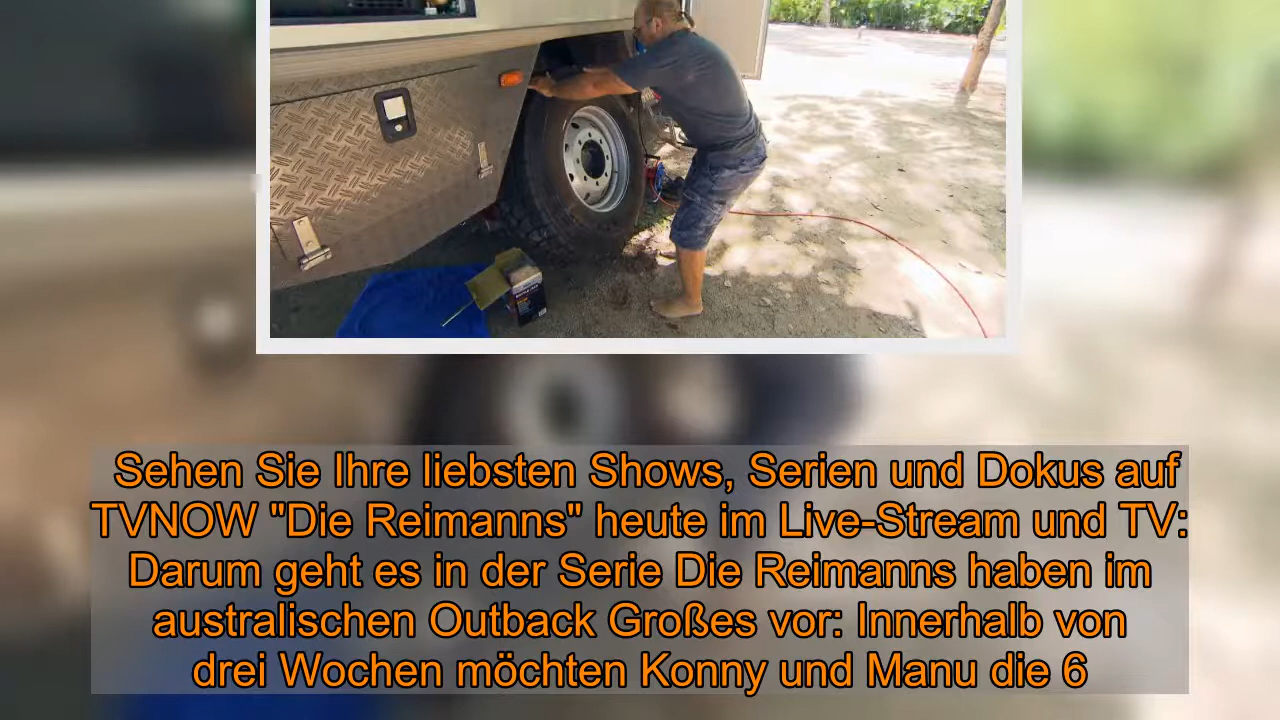 Sehen Sie Ihre liebsten Shows, Serien und Dokus auf
TVNOW "Die Reimanns" heute im Live-Stream und TV:
Darum geht es in der Serie Die Reimanns haben im
australischen Outback Großes vor: Innerhalb von
drei Wochen möchten Konny und Manu die 6